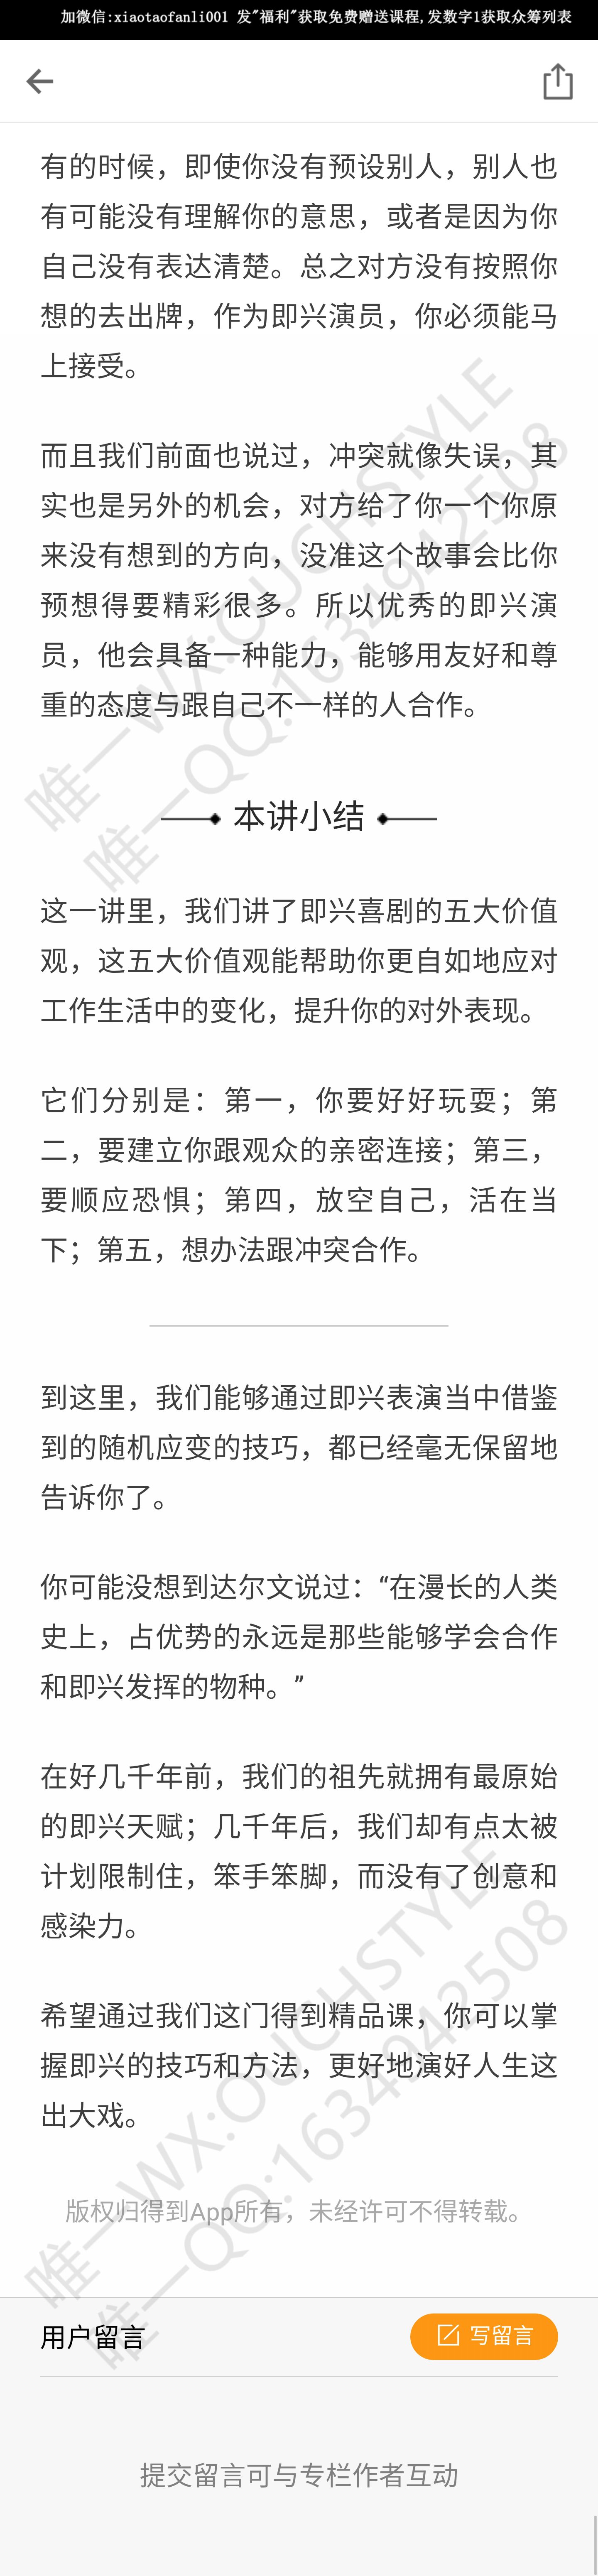 加微信:xiaotaofanli001 发"福利"获取免费赠送课程,发数字1获取众筹列表
有的时候，即使你没有预设别人，别人也
有可能没有理解你的意思，或者是因为你
自己没有表达清楚。总之对方没有按照你
想的去出牌，作为即兴演员，你必须能马
上接受。
而且我们前面也说过，冲突就像失误，其
实也是另外的机会，对方给了你一个你原
来没有想到的方向，没准这个故事会比你
预想得要精彩很多。所以优秀的即兴演
员，他会具备一种能力，能够用友好和尊
重的态度与跟自己不一样的人合作。
唯一WX:OUCHSTYLE
唯一QQ:1634942508
本讲小结
这一讲里，我们讲了即兴喜剧的五大价值
观，这五大价值观能帮助你更自如地应对
工作生活中的变化，提升你的对外表现。
它们分别是：第一，你要好好玩耍；第
二，要建立你跟观众的亲密连接；第三，
要顺应恐惧；第四，放空自己，活在当
下；第五，想办法跟冲突合作。
到这里，我们能够通过即兴表演当中借鉴
到的随机应变的技巧，都已经毫无保留地
告诉你了。
你可能没想到达尔文说过：“在漫长的人类
史上，占优势的永远是那些能够学会合作
和即兴发挥的物种。”
在好几千年前，我们的祖先就拥有最原始
的即兴天赋；几千年后，我们却有点太被
计划限制住，笨手笨脚，而没有了创意和
感染力。
希望通过我们这门得到精品课，你可以掌
握即兴的技巧和方法，更好地演好人生这
出大戏。
唯一WX:OUCHSTYLE
唯一QQ:1634942508
版权归得到App所有，未经许可不得转载。
用户留言
写留言
提交留言可与专栏作者互动